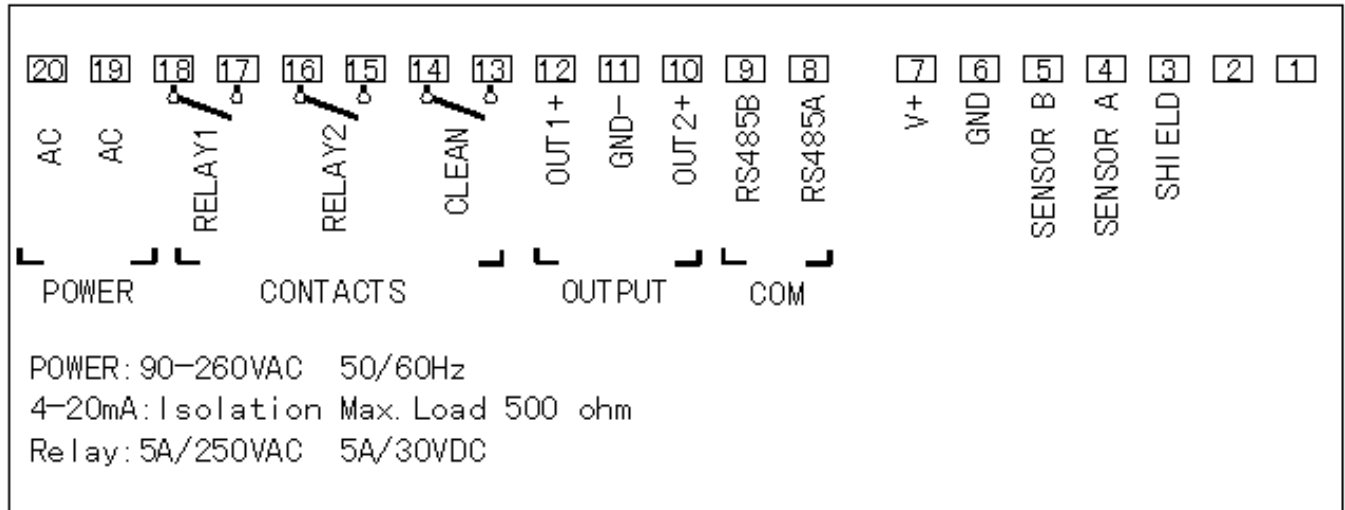 20 19 18 17 16 15 14 13 12 11 10 9 8 7 6 5 4 3 2 1
AC
AC
RELAY1
RELAY2
CLEAN
OUT1+
GND-
OUT2+
RS485B
RS485A
V+
GND
SENSOR B
SENSOR A
SHIELD
POWER CONTACTS OUTPUT COM
POWER:90-260VAC 50/60Hz
4-20mA:Isolation Max.Load 500 ohm
Relay:5A/250VAC 5A/30VDC